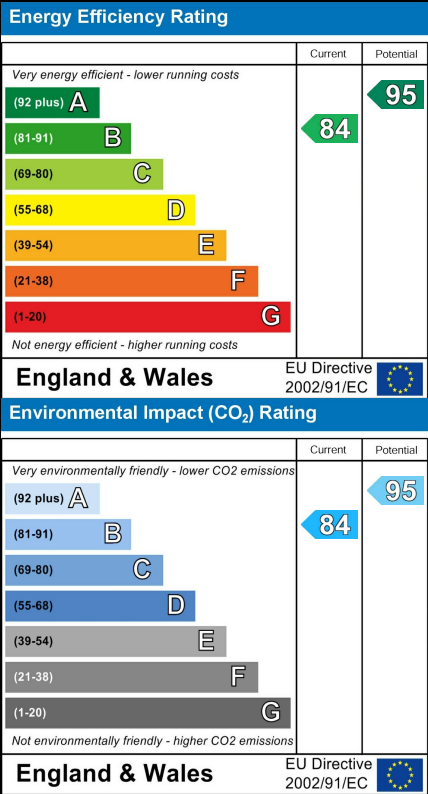 Energy Efficiency Rating
Current Potential
Very energy efficient - lower running costs
(92 plus) A
95
(81-91) B
84
(69-80) C
(55-68) D
(39-54) E
(21-38) F
(1-20) G
Not energy efficient - higher running costs
England & Wales
EU Directive
2002/91/EC
Environmental Impact (CO₂) Rating
Current Potential
Very environmentally friendly - lower CO2 emissions
(92 plus) A
95
(81-91) B
84
(69-80) C
(55-68) D
(39-54) E
(21-38) F
(1-20) G
Not environmentally friendly - higher CO2 emissions
England & Wales
EU Directive
2002/91/EC